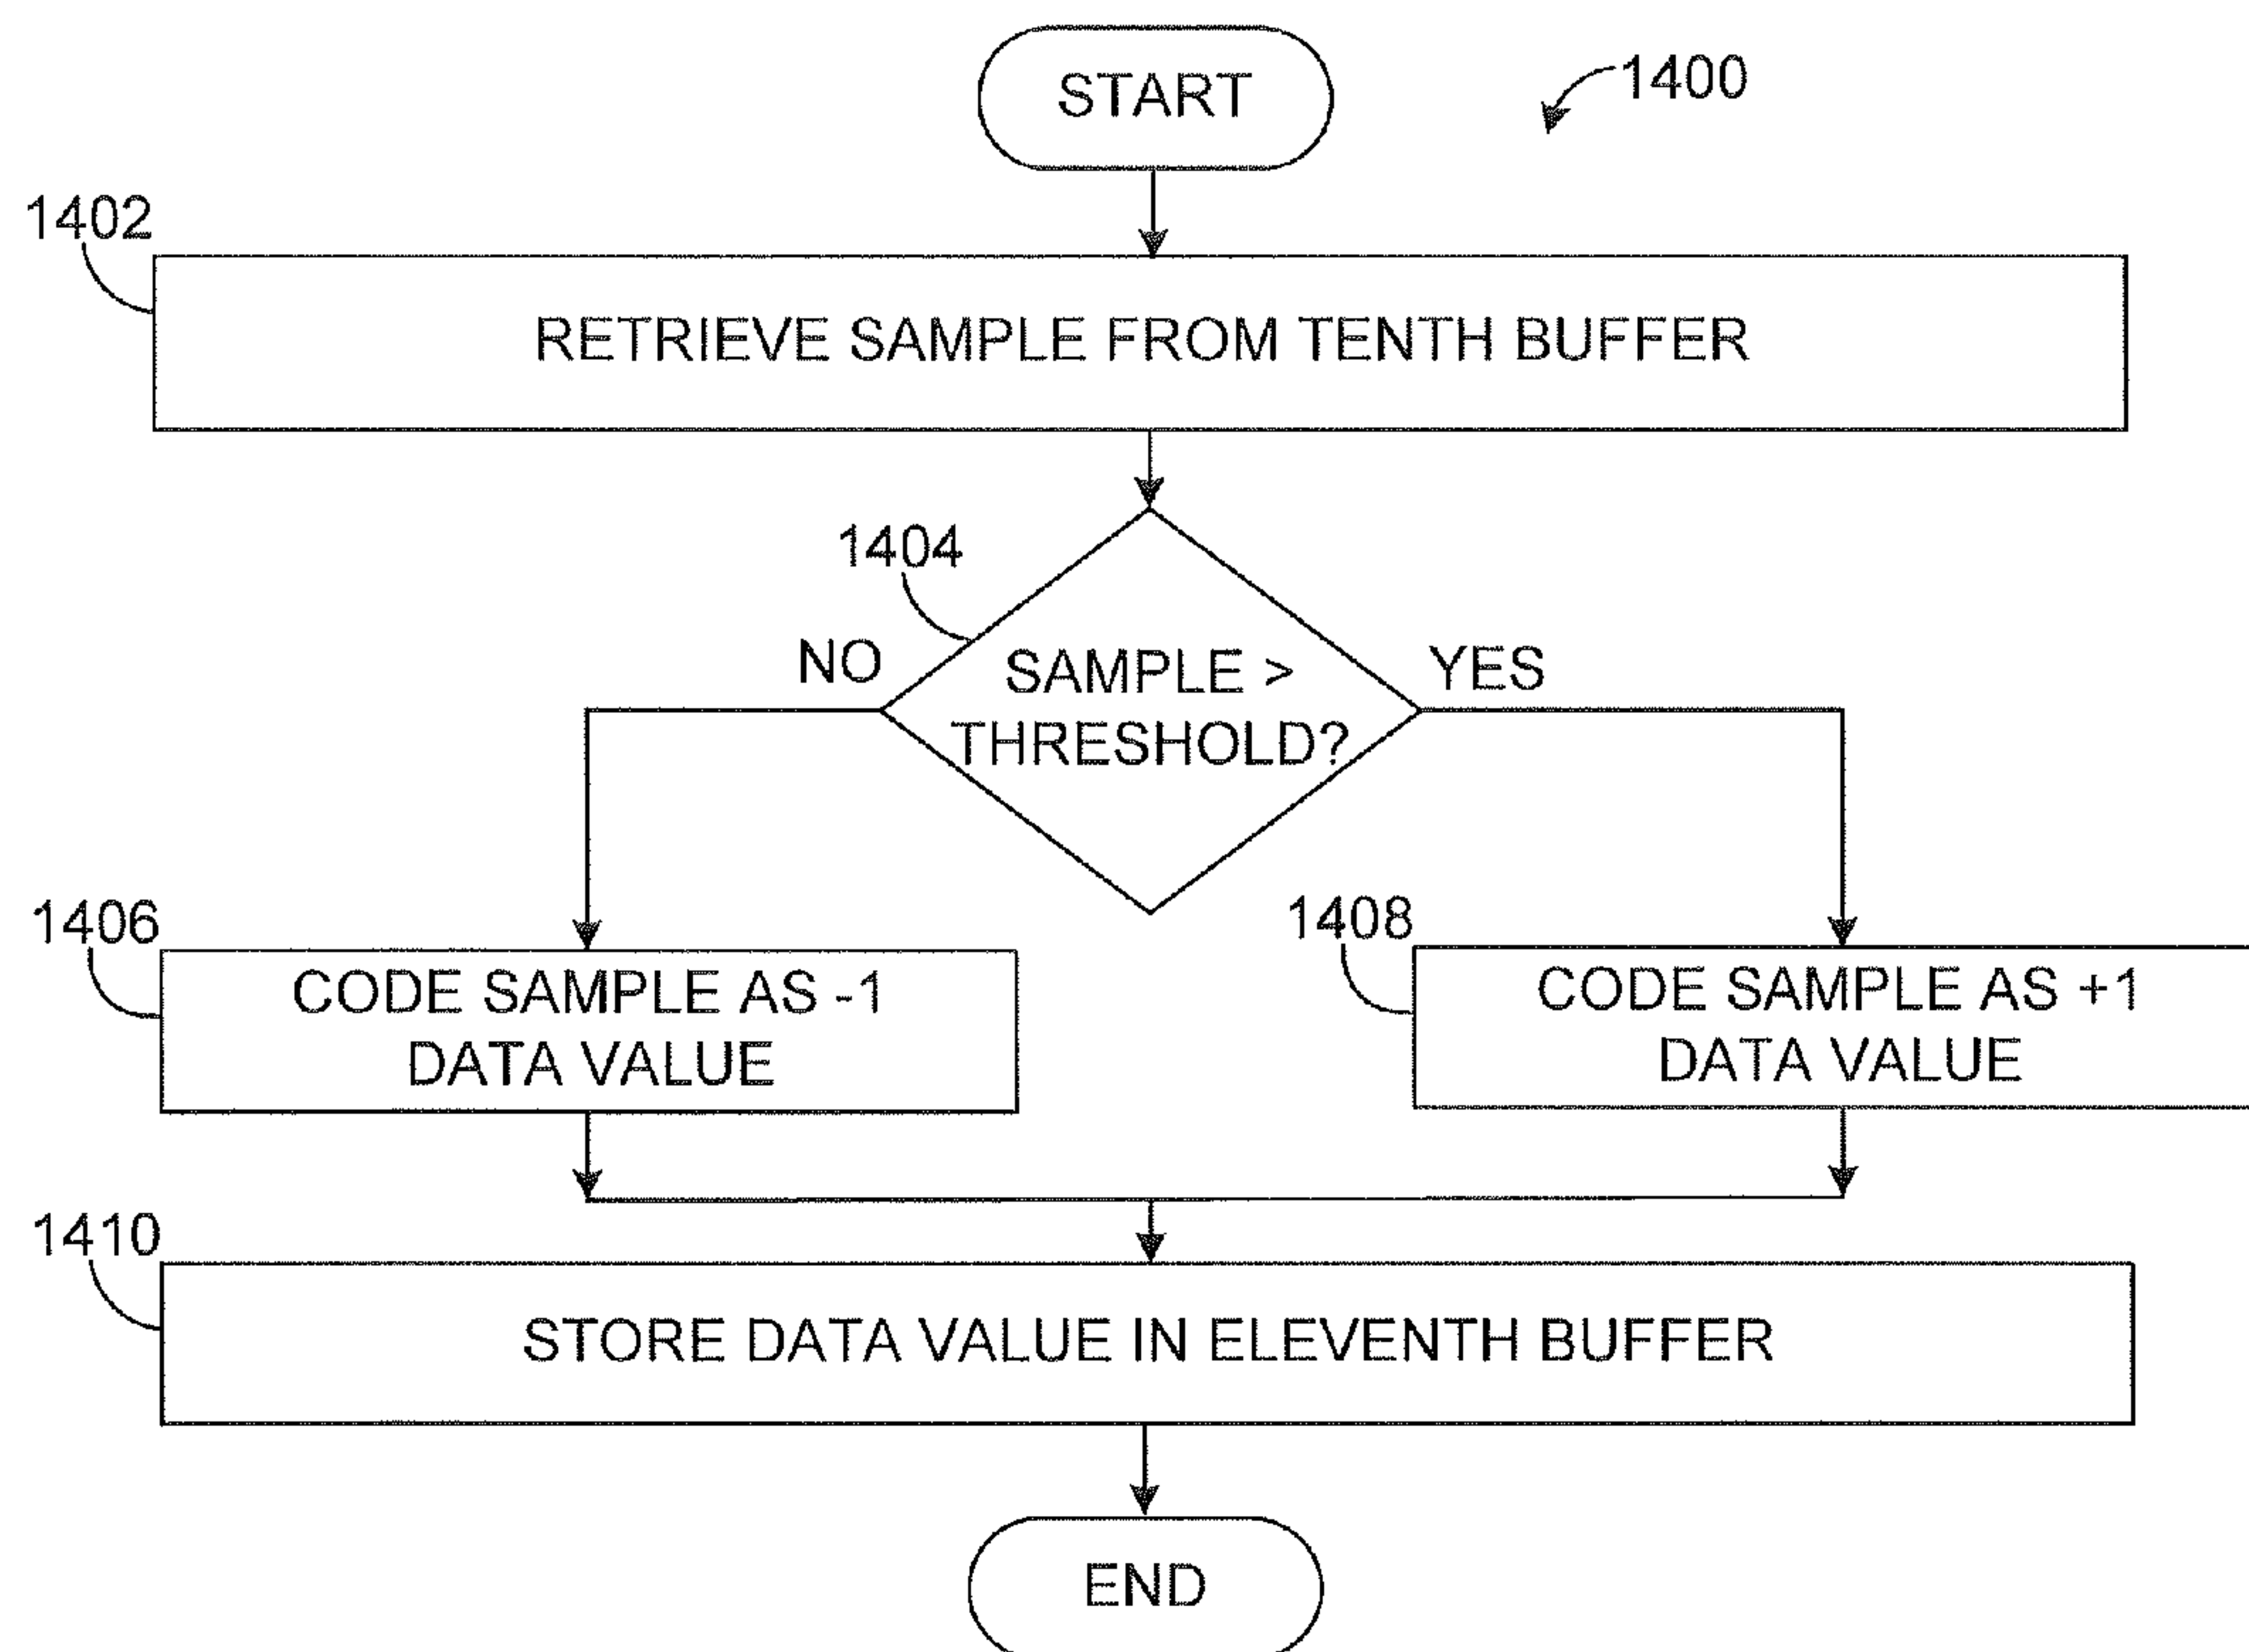 START
1400
1402
RETRIEVE SAMPLE FROM TENTH BUFFER
1404
NO
SAMPLE >
THRESHOLD?
YES
1406
CODE SAMPLE AS -1
DATA VALUE
1408
CODE SAMPLE AS +1
DATA VALUE
1410
STORE DATA VALUE IN ELEVENTH BUFFER
END